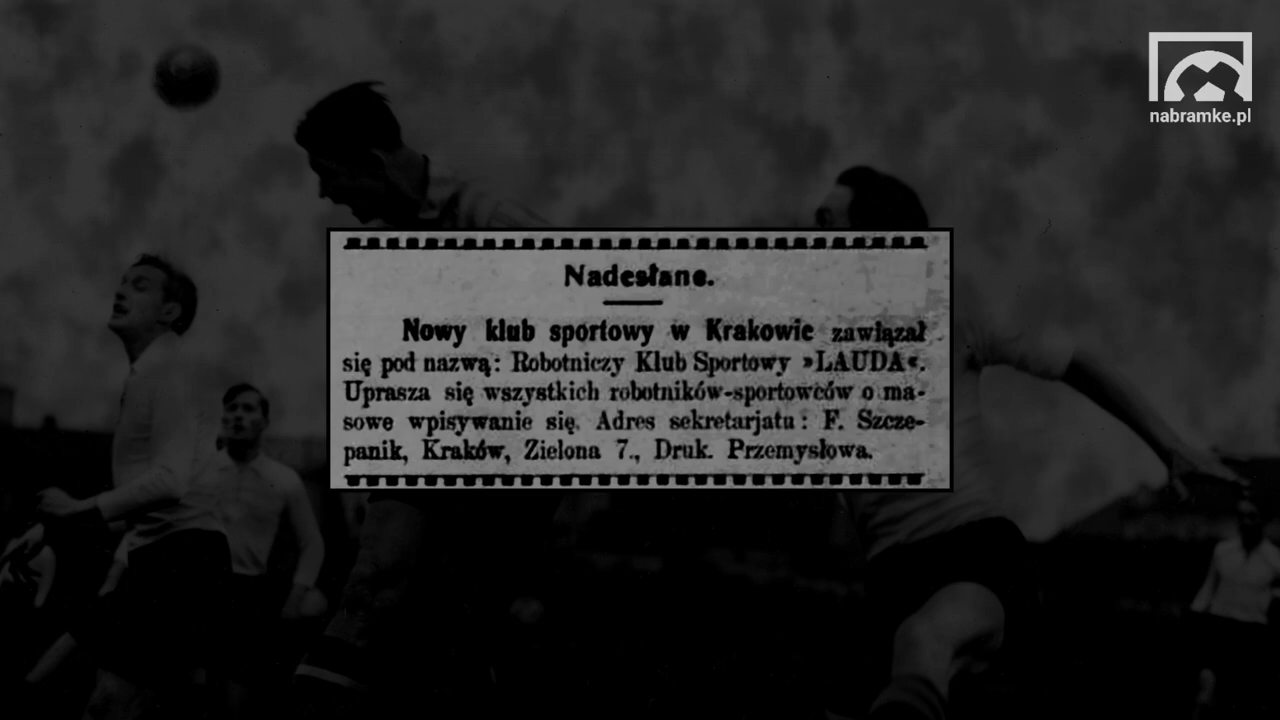 nabramke.pl
Nadesłane.
Nowy klub sportowy w Krakowie zawiązał
się pod nazwą: Robotniczy Klub Sportowy »LAUDA«.
Uprasza się wszystkich robotników-sportowców o ma-
sowe wpisywanie się. Adres sekretarjatu: F. Szcze-
panik, Kraków, Zielona 7., Druk. Przemysłowa.